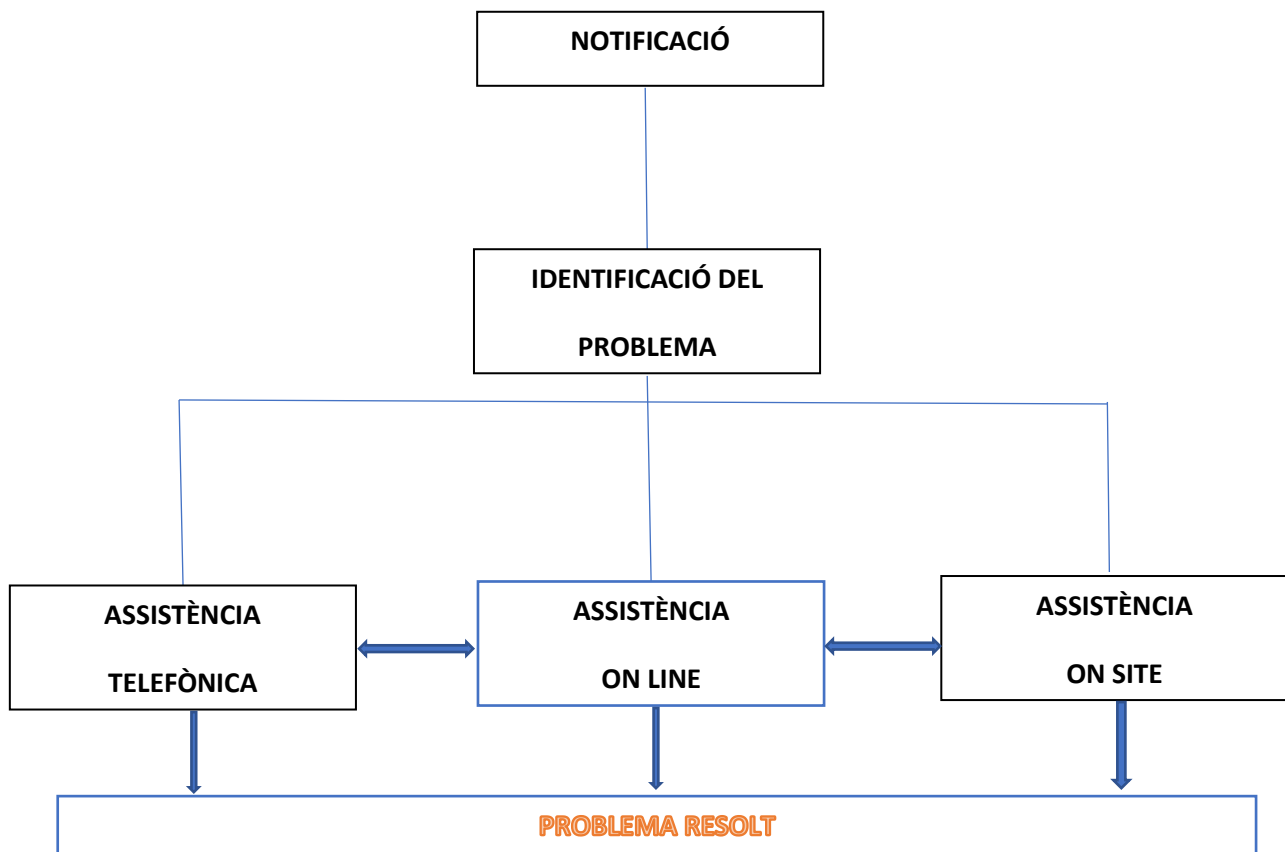 NOTIFICACIÓ
IDENTIFICACIÓ DEL
PROBLEMA
ASSISTÈNCIA
TELEFÒNICA
ASSISTÈNCIA
ON LINE
ASSISTÈNCIA
ON SITE
PROBLEMA RESOLT